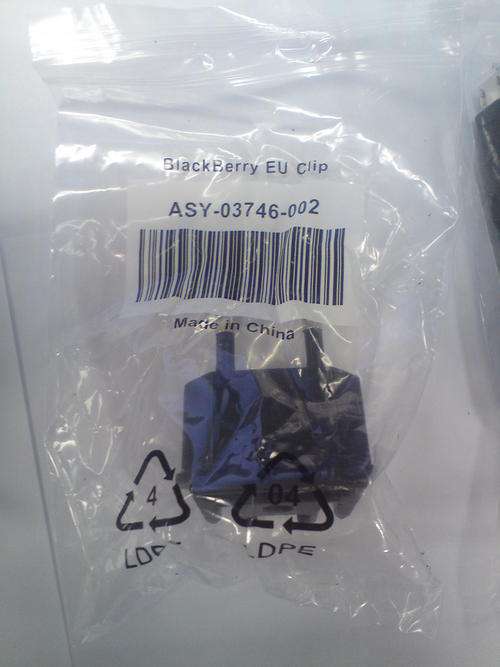 BlackBerry EU Clip
ASY-03746-002
Made in China
4
04
LDPE